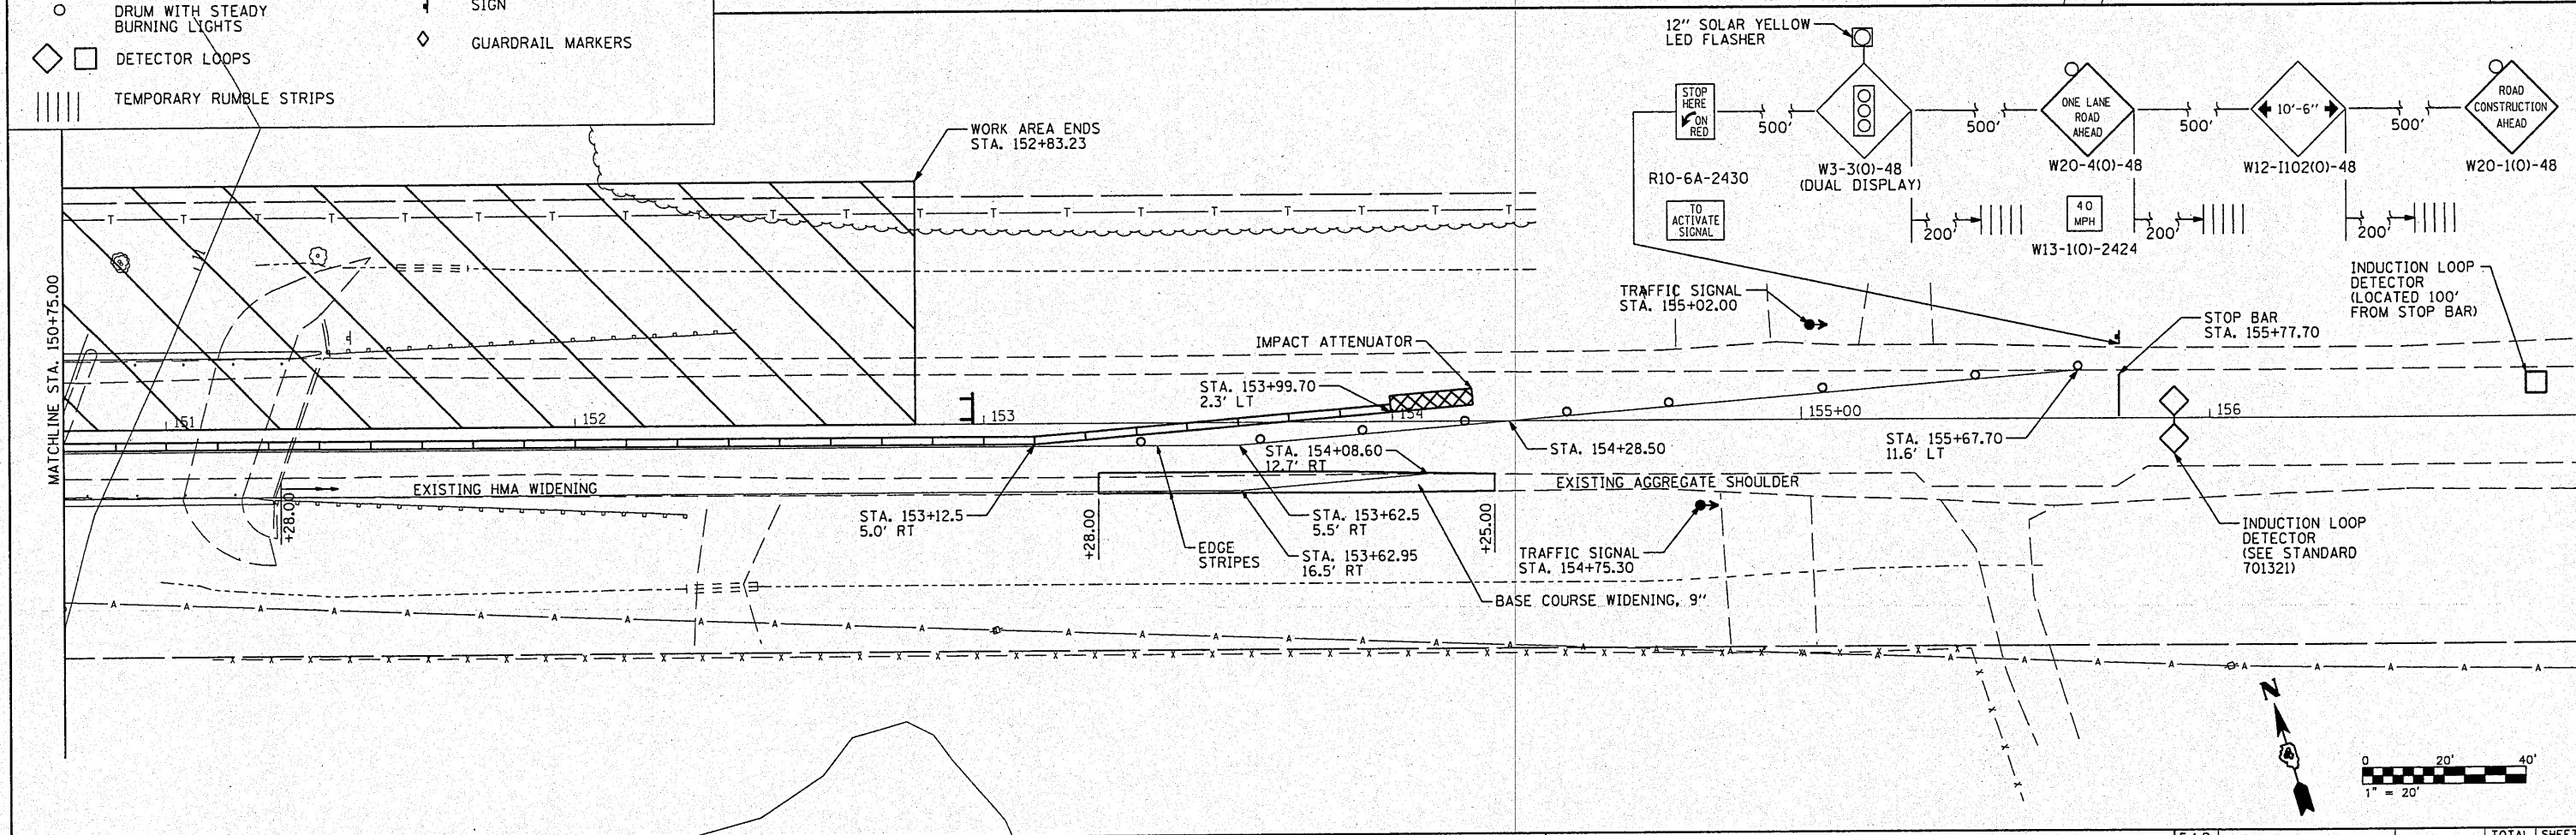 DRUM WITH STEADY
BURNING LIGHTS
SIGN
GUARDRAIL MARKERS
DETECTOR LOOPS
TEMPORARY RUMBLE STRIPS
12" SOLAR YELLOW
LED FLASHER
STOP
HERE
ON
RED
500'
500'
ONE LANE
ROAD
AHEAD
500'
10'-6"
500'
ROAD
CONSTRUCTION
AHEAD
R10-6A-2430
W3-3(O)-48
(DUAL DISPLAY)
W20-4(O)-48
W12-I102(O)-48
W20-1(O)-48
TO
ACTIVATE
SIGNAL
200'
40
MPH
W13-1(O)-2424
200'
200'
WORK AREA ENDS
STA. 152+83.23
T T T T T T T T T T T T T T T T T T T T
MATCHLINE STA. 150+75.00
TRAFFIC SIGNAL
STA. 155+02.00
INDUCTION LOOP
DETECTOR
(LOCATED 100'
FROM STOP BAR)
STOP BAR
STA. 155+77.70
IMPACT ATTENUATOR
STA. 153+99.70
2.3' LT
151
152
153
154
155+00
156
STA. 154+28.50
STA. 155+67.70
11.6' LT
STA. 154+08.60
12.7' RT
EXISTING HMA WIDENING
EXISTING AGGREGATE SHOULDER
+28.00
STA. 153+12.5
5.0' RT
+28.00
EDGE
STRIPES
STA. 153+62.5
5.5' RT
STA. 153+62.95
16.5' RT
+25.00
TRAFFIC SIGNAL
STA. 154+75.30
INDUCTION LOOP
DETECTOR
(SEE STANDARD
701321)
BASE COURSE WIDENING, 9"
N
0 20' 40'
1" = 20'
TOTAL